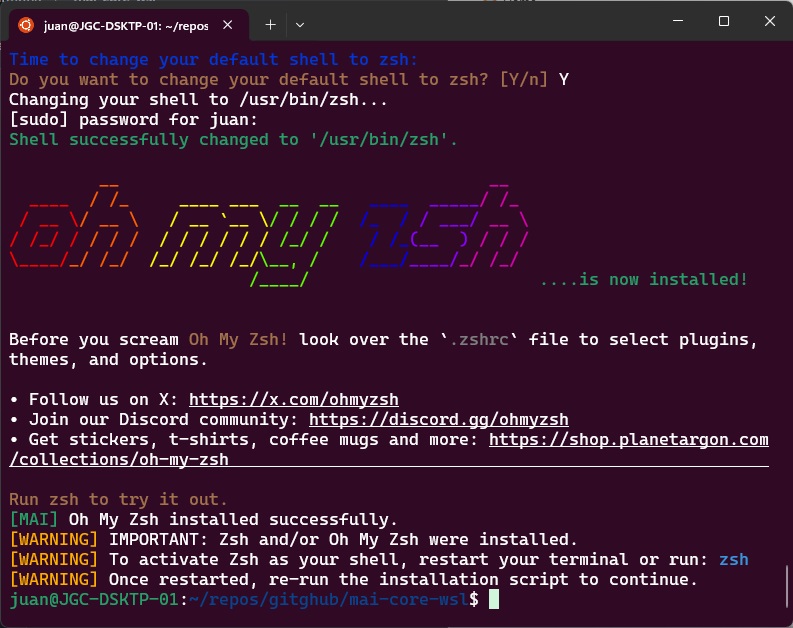 juan@JGC-DSKTP-01: ~/repos
Time to change your default shell to zsh:
Do you want to change your default shell to zsh? [Y/n] Y
Changing your shell to /usr/bin/zsh...
[sudo] password for juan:
Shell successfully changed to '/usr/bin/zsh'.
oh my zsh
....is now installed!
Before you scream Oh My Zsh! look over the `.zshrc` file to select plugins,
themes, and options.
• Follow us on X: https://x.com/ohmyzsh
• Join our Discord community: https://discord.gg/ohmyzsh
• Get stickers, t-shirts, coffee mugs and more: https://shop.planetargon.com
/collections/oh-my-zsh
Run zsh to try it out.
[MAI] Oh My Zsh installed successfully.
[WARNING] IMPORTANT: Zsh and/or Oh My Zsh were installed.
[WARNING] To activate Zsh as your shell, restart your terminal or run: zsh
[WARNING] Once restarted, re-run the installation script to continue.
juan@JGC-DSKTP-01:~/repos/gitghub/mai-core-wsl$